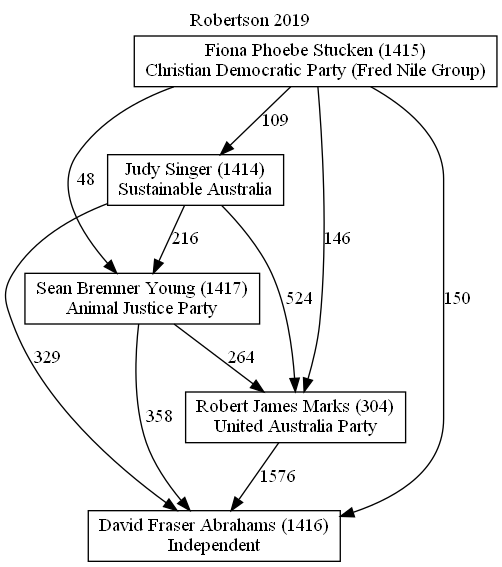 Robertson 2019
Fiona Phoebe Stucken (1415)
Christian Democratic Party (Fred Nile Group)
109
Judy Singer (1414)
Sustainable Australia
48
216
146
Sean Brenner Young (1417)
Animal Justice Party
524
150
329
264
Robert James Marks (304)
United Australia Party
358
1576
David Fraser Abrahams (1416)
Independent